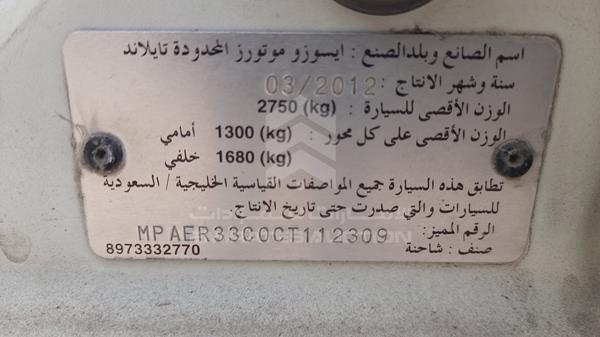 اسم الصانع وبلدالصنع : ايسوزو موتورز المحدودة تايلاند
سنة وشهر الانتاج : 03/2012
الوزن الأقصى للسيارة : 2750 (kg)
الوزن الأقصى على كل محور : 1300 (kg) أمامي
1680 (kg) خلفي
تطابق هذه السيارة جميع المواصفات القياسية الخليجية / السعودية
للسيارات والتي صدرت حتى تاريخ الانتاج.
الرقم المميز: MPAER33C0CT112309
صنف : شاحنة 8973332770